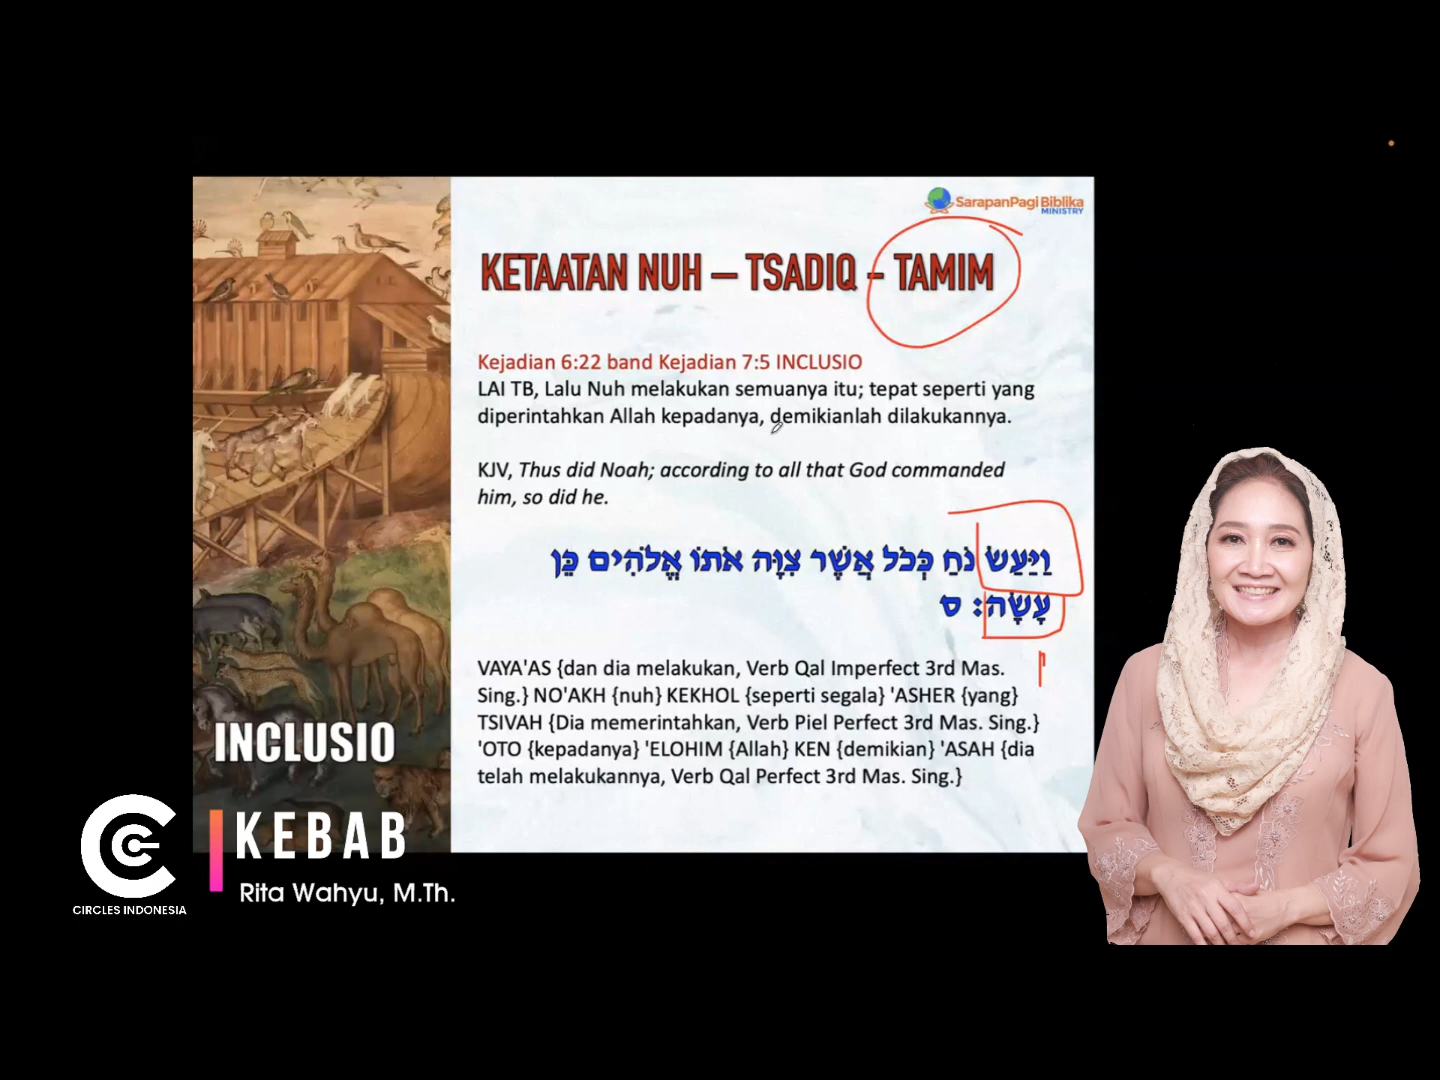 SarapanPagi Biblika
MINISTRY
KETAATAN NUH – TSADIQ - TAMIM
Kejadian 6:22 band Kejadian 7:5 INCLUSIO
LAI TB, Lalu Nuh melakukan semuanya itu; tepat seperti yang
diperintahkan Allah kepadanya, demikianlah dilakukannya.
KJV, Thus did Noah; according to all that God commanded
him, so did he.
וַיַּעַשׂ נֹחַ כְּכֹל אֲשֶׁר צִוָּה אֹתוֹ אֱלֹהִים כֵּן
עָשָׂה׃ ס
VAYA'AS {dan dia melakukan, Verb Qal Imperfect 3rd Mas.
Sing.} NO'AKH {nuh} KEKHOL {seperti segala} 'ASHER {yang}
TSIVAH {Dia memerintahkan, Verb Piel Perfect 3rd Mas. Sing.}
'OTO {kepadanya} 'ELOHIM {Allah} KEN {demikian} 'ASAH {dia
telah melakukannya, Verb Qal Perfect 3rd Mas. Sing.}
INCLUSIO
KEBAB
Rita Wahyu, M.Th.
CIRCLES INDONESIA